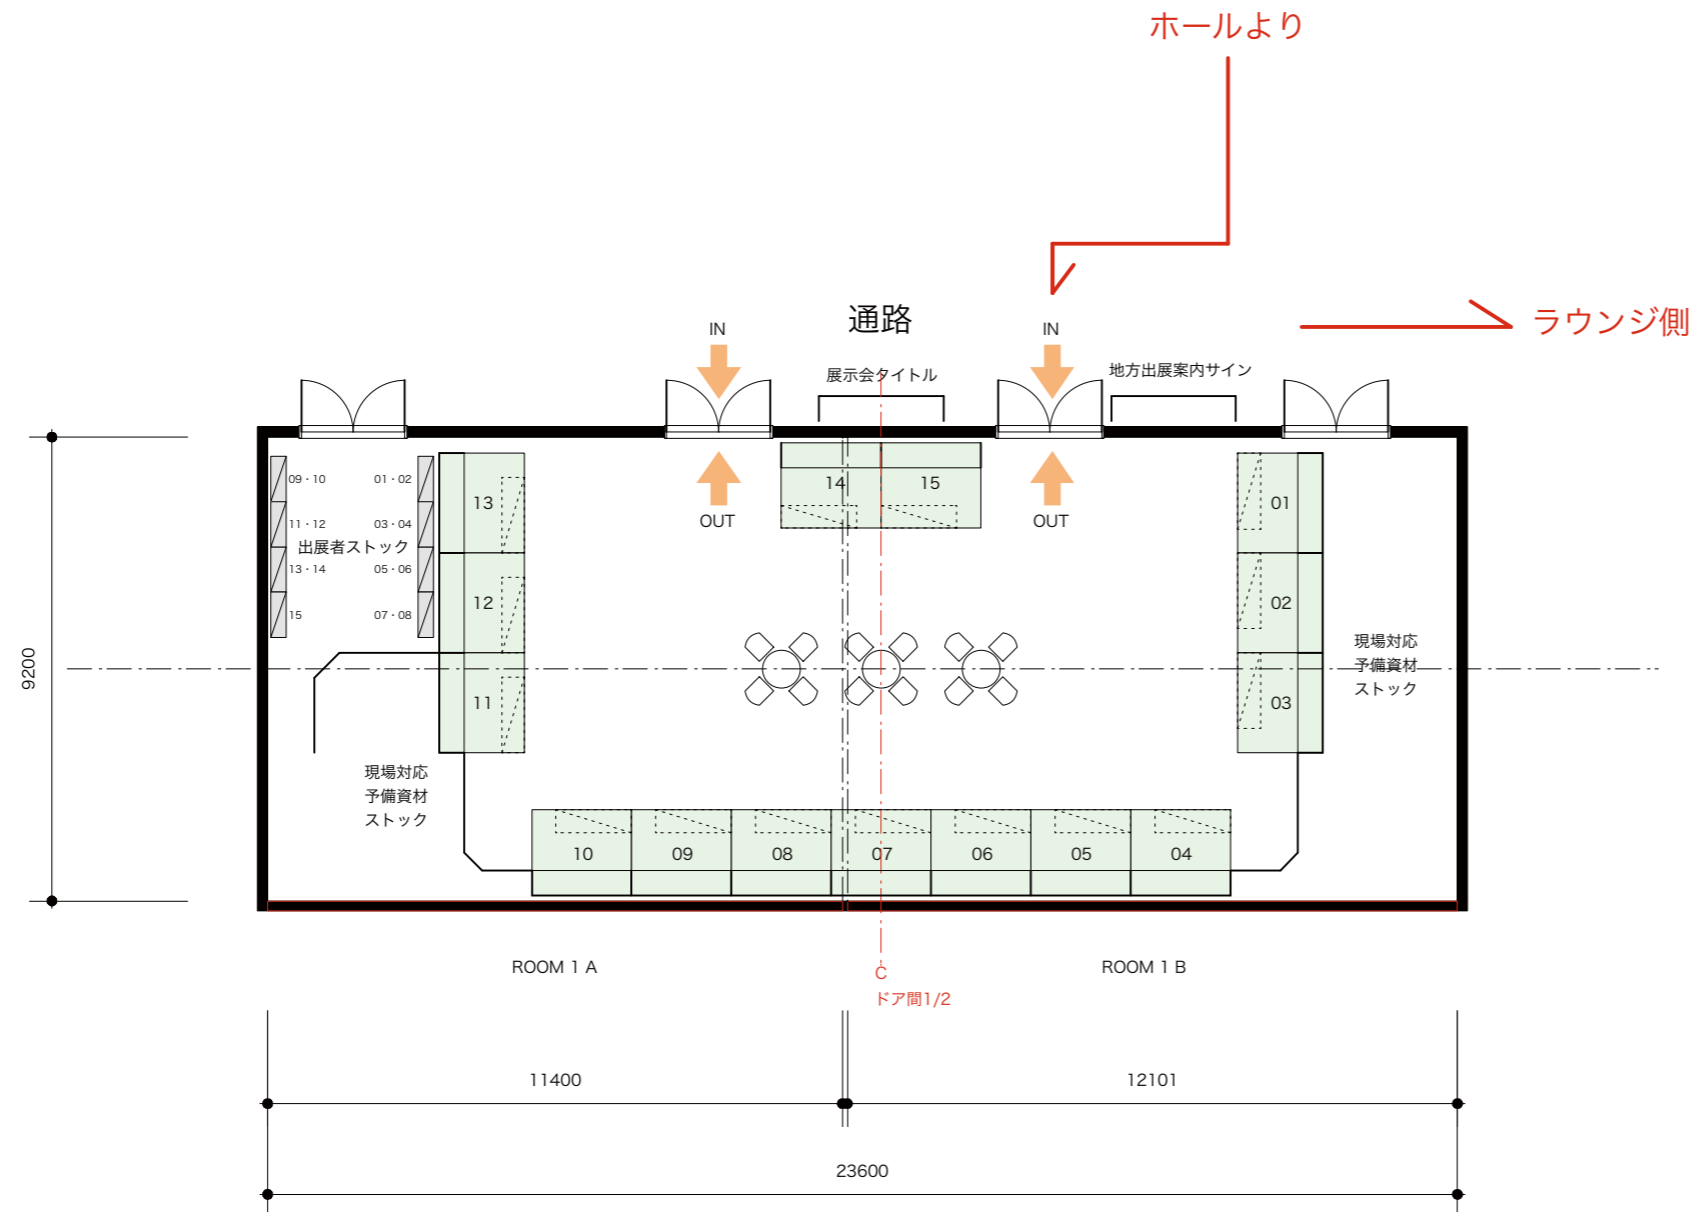 ホールより
ラウンジ側
通路
IN
IN
展示会タイトル
地方出展案内サイン
09・10
01・02
11・12
03・04
出展者ストック
13・14
05・06
15
07・08
13
12
11
14
15
OUT
OUT
01
02
03
現場対応
予備資材
ストック
9200
現場対応
予備資材
ストック
10
09
08
07
06
05
04
ROOM 1 A
C
ドア間1/2
ROOM 1 B
11400
12101
23600